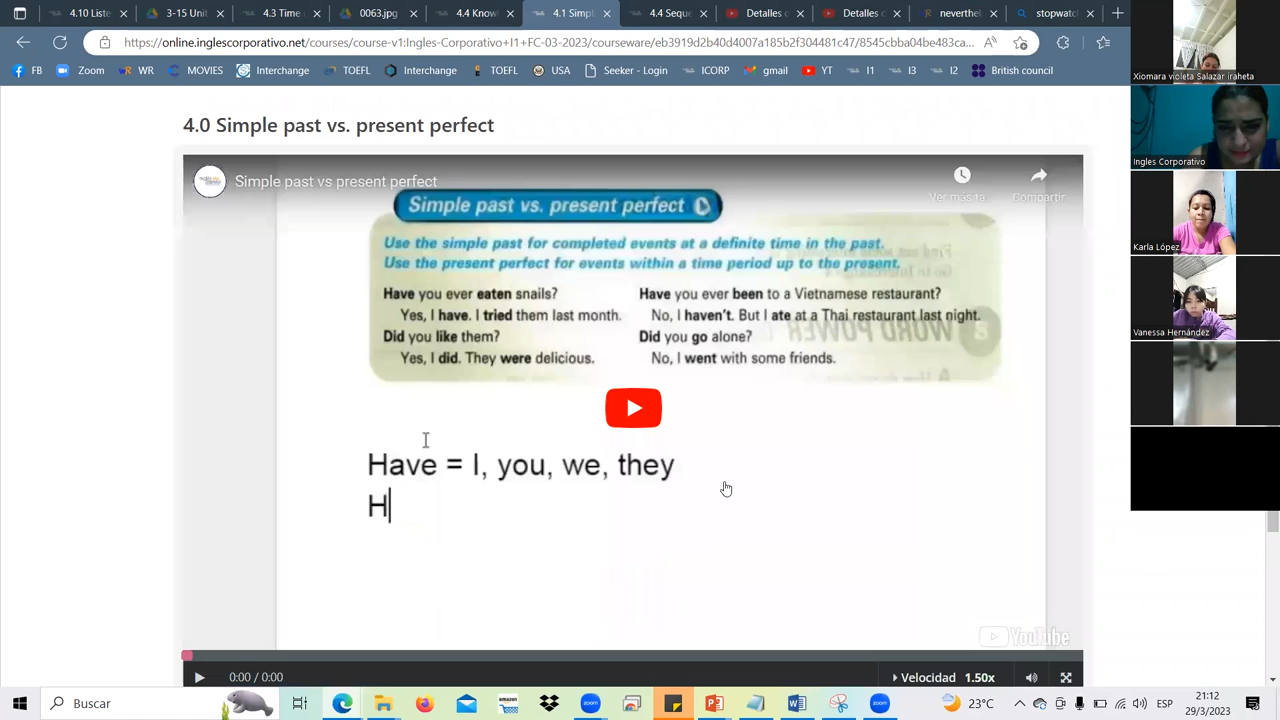 4.10 Liste
3-15 Unit
4.3 Time
0063.jpg
4.4 Know
4.1 Simpl
4.4 Seque
Detalles c
Detalles c
neverthel
stopwatch
https://online.inglescorporativo.net/courses/course-v1:Ingles-Corporativo+I1+FC-03-2023/courseware/eb3919d2b40d4007a185b2f304481c47/8545cbba04be483ca...
FB
Zoom
WR
MOVIES
Interchange
TOEFL
Interchange
TOEFL
USA
Seeker - Login
ICORP
gmail
YT
I1
I3
I2
British council
4.0 Simple past vs. present perfect
Simple past vs present perfect
Ver más ta...
Compartir
Simple past vs. present perfect
Use the simple past for completed events at a definite time in the past.
Use the present perfect for events within a time period up to the present.
Have you ever eaten snails?
Yes, I have. I tried them last month.
Did you like them?
Yes, I did. They were delicious.
Have you ever been to a Vietnamese restaurant?
No, I haven't. But I ate at a Thai restaurant last night.
Did you go alone?
No, I went with some friends.
WORD POWER
Have = I, you, we, they
H
YouTube
0:00 / 0:00
Velocidad 1.50x
Xiomara violeta Salazar iraheta
Ingles Corporativo
Karla López
Vanessa Hernández
Buscar
23°C
ESP
21:12
29/3/2023